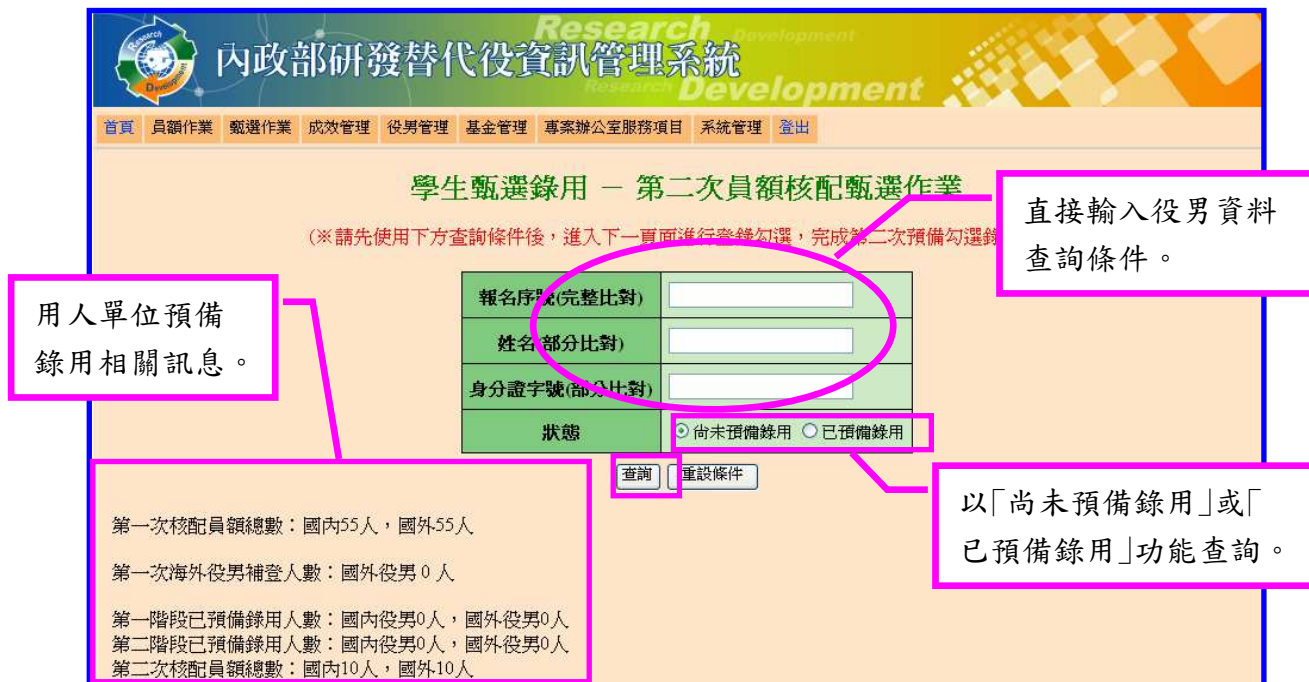 Research
Development
內政部研發替代役資訊管理系統
Research
Development
Research
Development
首頁 員額作業 甄選作業 成效管理 役男管理 基金管理 專案辦公室服務項目 系統管理 登出
學生甄選錄用 － 第二次員額核配甄選作業
(※請先使用下方查詢條件後，進入下一頁面進行登錄勾選，完成第二次預備勾選錄
直接輸入役男資料
查詢條件。
用人單位預備
錄用相關訊息。
報名序號(完整比對)
姓名(部分比對)
身分證字號(部分比對)
狀態 尚未預備錄用 已預備錄用
查詢 重設條件
以「尚未預備錄用」或「
已預備錄用」功能查詢。
第一次核配員額總數：國內55人，國外55人
第一次海外役男補登人數：國外役男 0 人
第一階段已預備錄用人數：國內役男0人，國外役男0人
第二階段已預備錄用人數：國內役男0人，國外役男0人
第二次核配員額總數：國內10人，國外10人